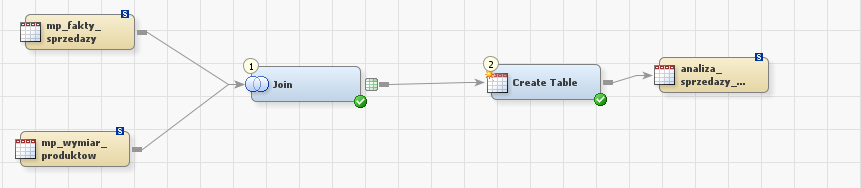 S
mp_fakty_
sprzedazy
1
Join
2
Create Table
S
analiza_
sprzedazy_...
S
mp_wymiar_
produktow